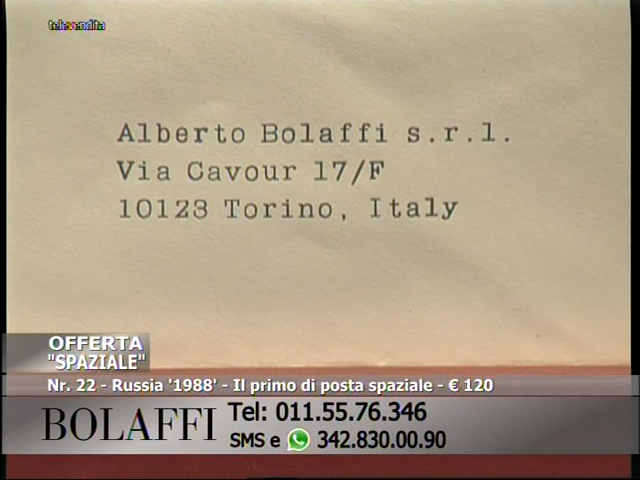 televendita
Alberto Bolaffi s.r.l.
Via Cavour 17/F
10123 Torino, Italy
OFFERTA
"SPAZIALE"
Nr. 22 - Russia '1988' - Il primo di posta spaziale - € 120
BOLAFFI
Tel: 011.55.76.346
SMS e 342.830.00.90